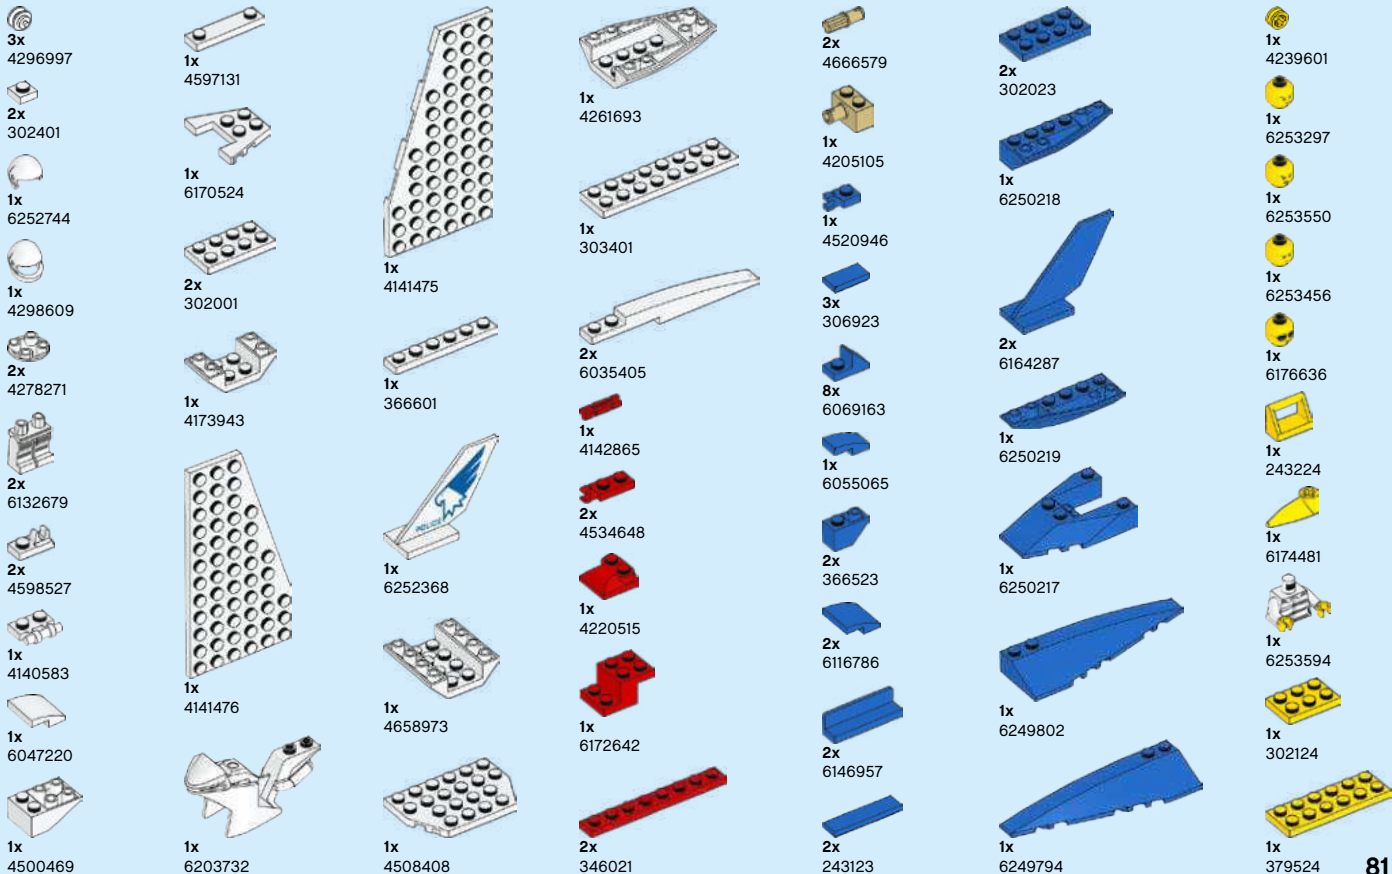 3x
4296997
2x
302401
1x
6252744
1x
4298609
2x
4278271
2x
6132679
2x
4598527
1x
4140583
1x
6047220
1x
4500469
1x
4597131
1x
6170524
2x
302001
1x
4173943
1x
4141476
1x
6203732
1x
4141475
1x
366601
POLICE
1x
6252368
1x
4658973
1x
4508408
1x
4261693
1x
303401
2x
6035405
1x
4142865
2x
4534648
1x
4220515
1x
6172642
2x
346021
2x
4666579
1x
4205105
1x
4520946
3x
306923
8x
6069163
1x
6055065
2x
366523
2x
6116786
2x
6146957
2x
243123
2x
302023
1x
6250218
2x
6164287
1x
6250219
1x
6250217
1x
6249802
1x
6249794
1x
4239601
1x
6253297
1x
6253550
1x
6253456
1x
6176636
1x
243224
1x
6174481
1x
6253594
1x
302124
1x
379524
81